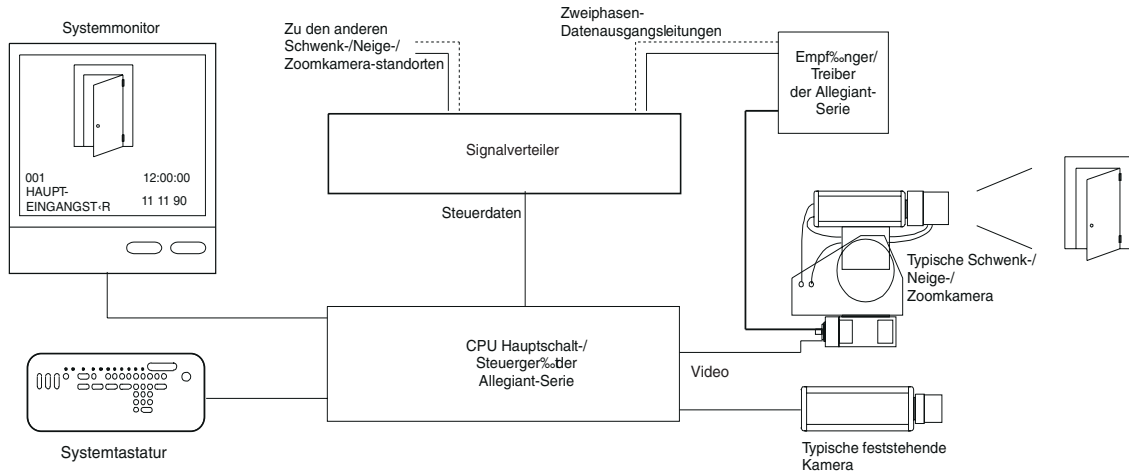 Systemmonitor
001
12:00:00
HAUPT-
EINGANGST‹R
11 11 90
Systemtastatur
Zu den anderen
Schwenk-/Neige-/
Zoomkamera-standorten
Zweiphasen-
Datenausgangsleitungen
Signalverteiler
Steuerdaten
CPU Hauptschalt-/
Steuerger‰t der
Allegiant-Serie
Empf‰nger/
Treiber
der Allegiant-
Serie
Typische Schwenk-/
Neige-/
Zoomkamera
Video
Typische feststehende
Kamera